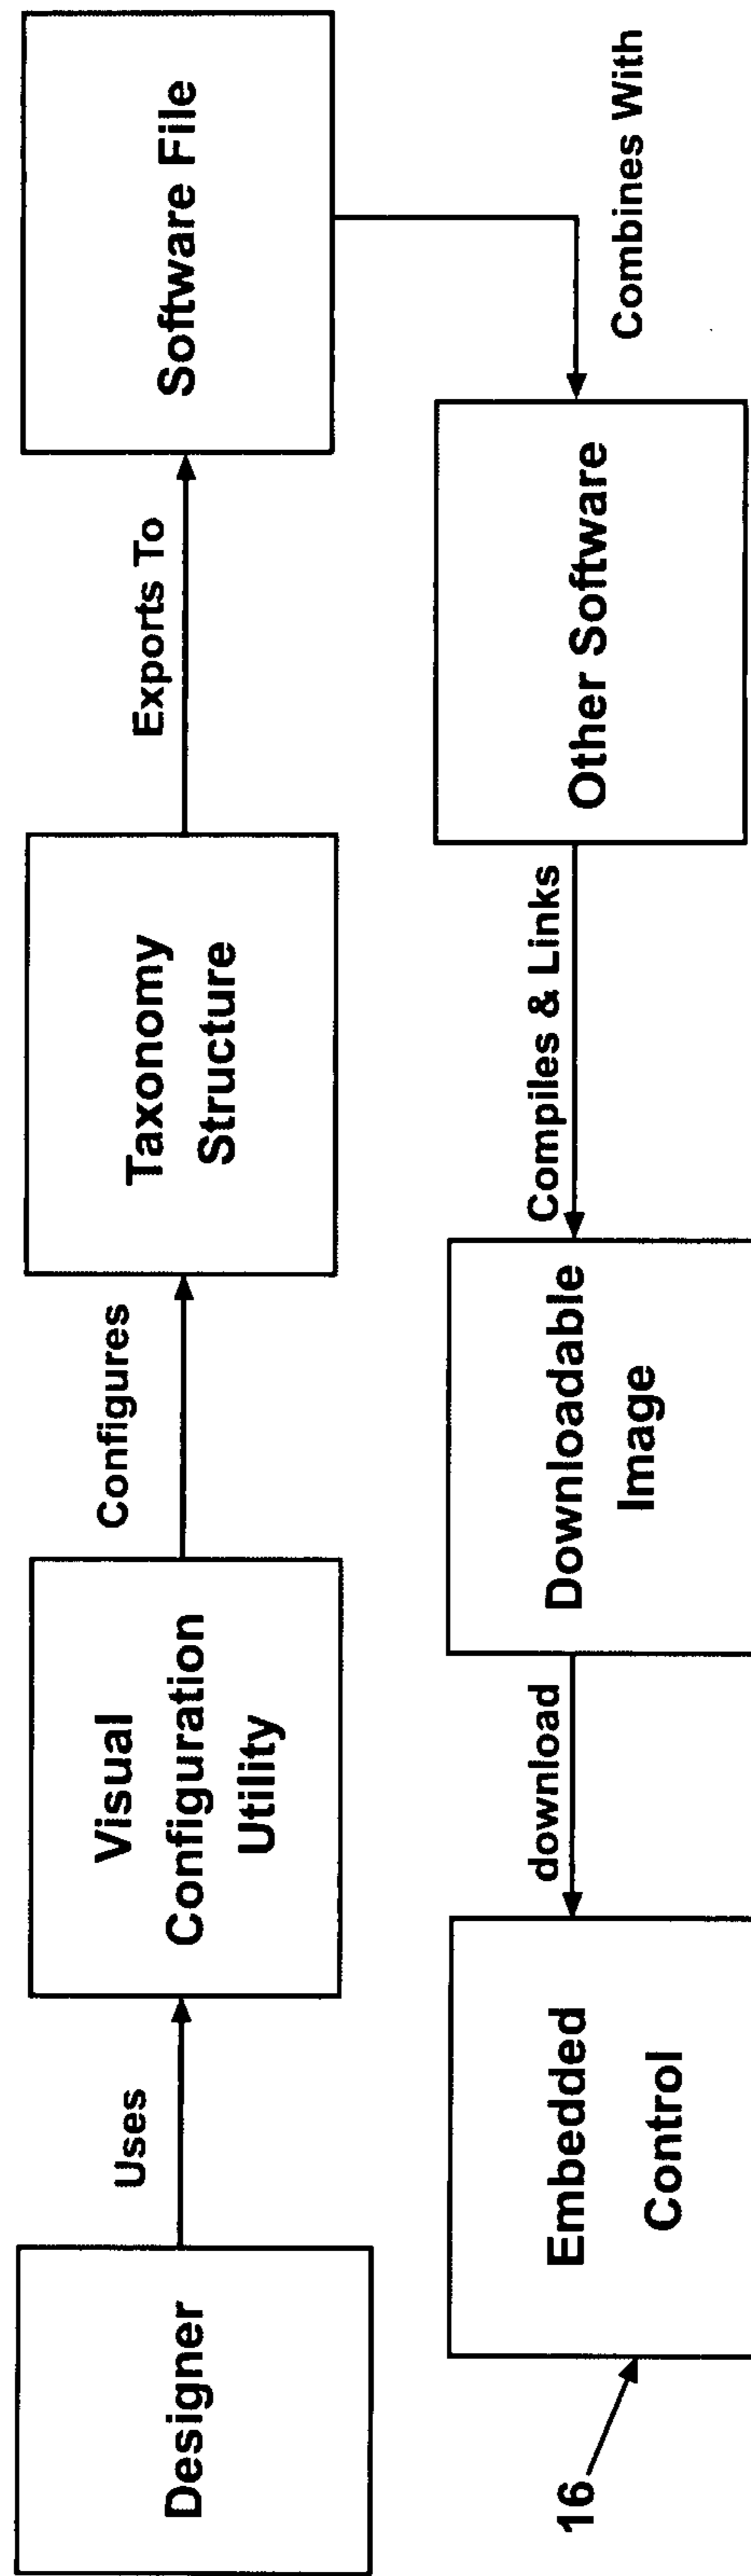 Designer
Uses
Visual
Configuration
Utility
Configures
Taxonomy
Structure
Exports To
Software File
Combines With
Other Software
Compiles & Links
Downloadable
Image
download
Embedded
Control
16